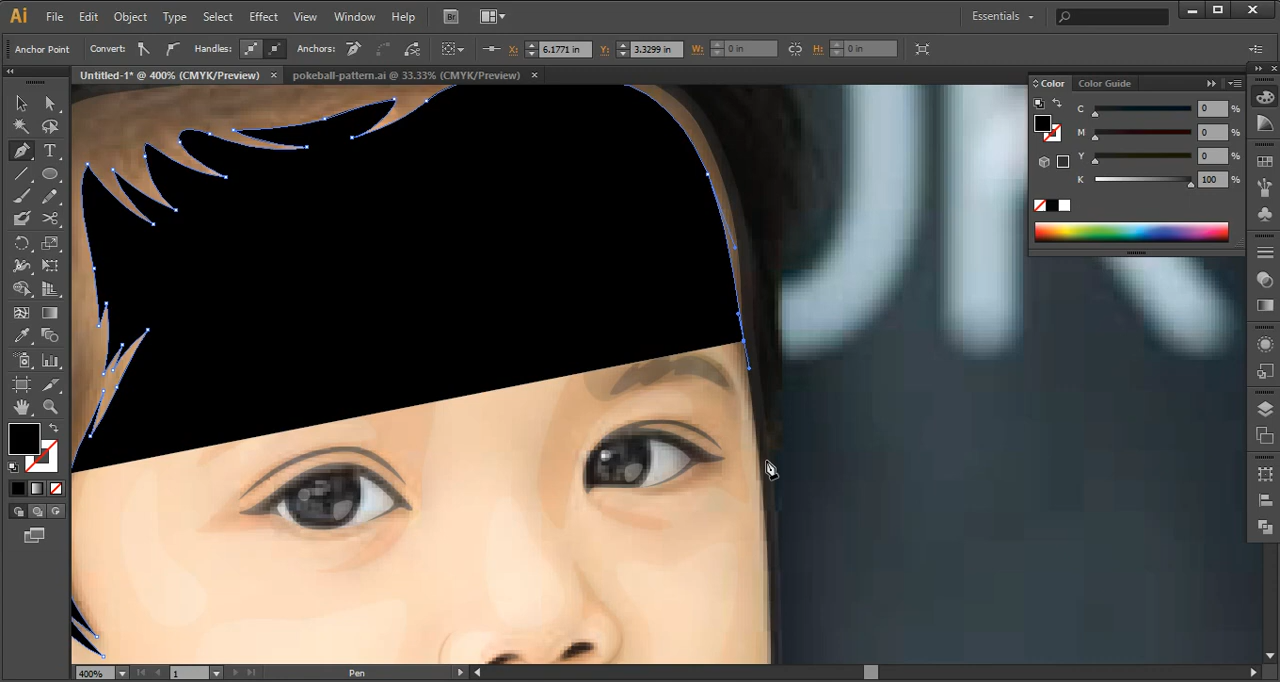 Ai File Edit Object Type Select Effect View Window Help Br Essentials
Anchor Point Convert: Handles: Anchors: X: 6.1771 in Y: 3.3299 in W: 0 in H: 0 in
Untitled-1* @ 400% (CMYK/Preview) × pokeball-pattern.ai @ 33.33% (CMYK/Preview) ×
Color Color Guide
C 0 %
M 0 %
Y 0 %
K 100 %
T
400% 1 Pen